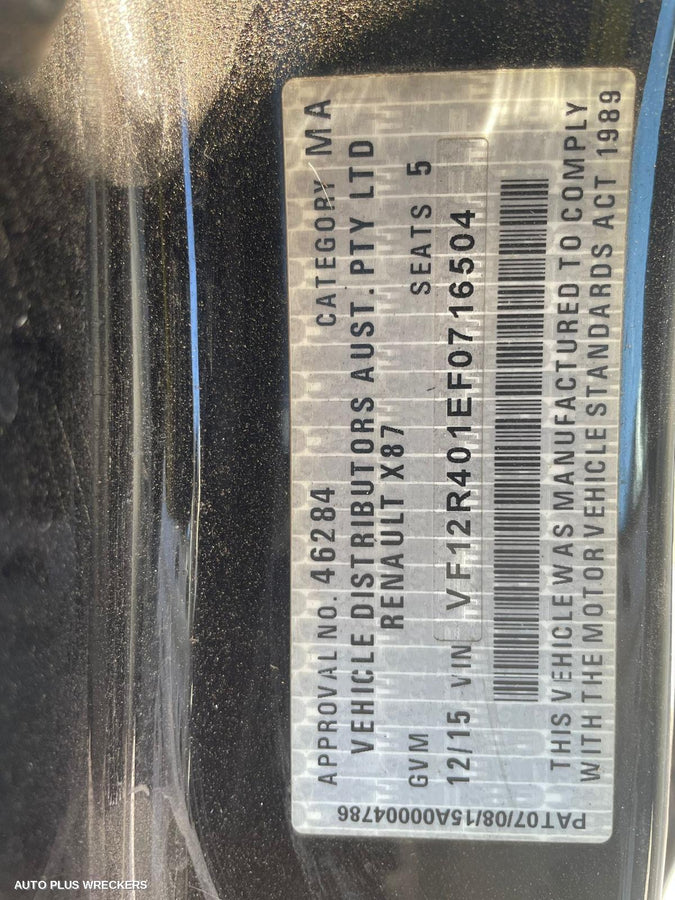 APPROVAL NO. 46284 CATEGORY MA
VEHICLE DISTRIBUTORS AUST. PTY LTD
RENAULT X87
GVM SEATS 5
12/15 VIN VF12R401EF0716504
THIS VEHICLE WAS MANUFACTURED TO COMPLY
WITH THE MOTOR VEHICLE STANDARDS ACT 1989
PAT07/08/15A00004786
AUTO PLUS WRECKERS